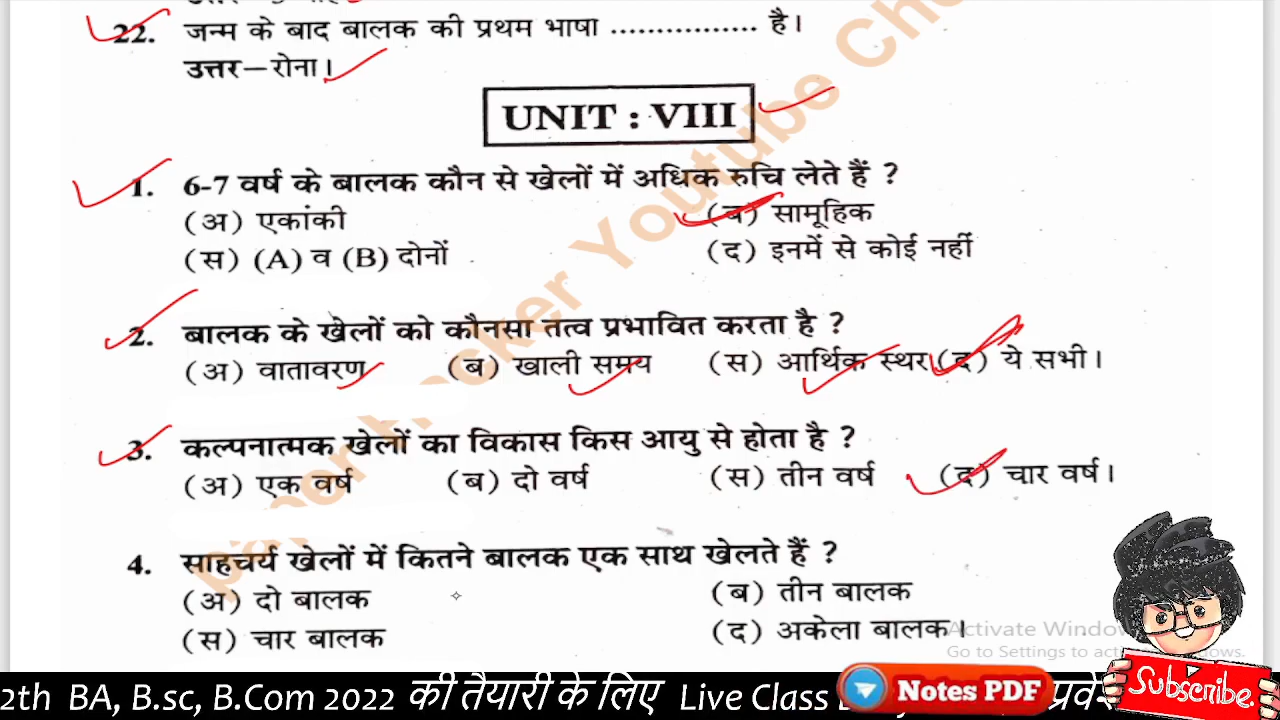 22. जन्म के बाद बालक की प्रथम भाषा ................ है।
उत्तर–रोना।
UNIT : VIII
1. 6-7 वर्ष के बालक कौन से खेलों में अधिक रुचि लेते हैं ?
(अ) एकांकी (ब) सामूहिक
(स) (A) व (B) दोनों (द) इनमें से कोई नहीं
2. बालक के खेलों को कौनसा तत्व प्रभावित करता है ?
(अ) वातावरण (ब) खाली समय (स) आर्थिक स्थर (द) ये सभी।
3. कल्पनात्मक खेलों का विकास किस आयु से होता है ?
(अ) एक वर्ष (ब) दो वर्ष (स) तीन वर्ष (द) चार वर्ष।
4. साहचर्य खेलों में कितने बालक एक साथ खेलते हैं ?
(अ) दो बालक (ब) तीन बालक
(स) चार बालक (द) अकेला बालक।
Youtube
Activate Windo
Go to Settings to act
2th BA, B.sc, B.Com 2022 की तैयारी के लिए Live Class
Notes PDF
Subscribe.